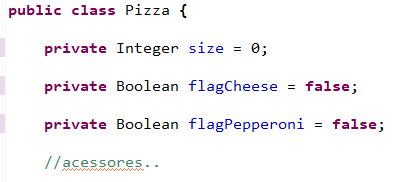 public class Pizza {
private Integer size = 0;
private Boolean flagCheese = false;
private Boolean flagPepperoni = false;
//acessores..